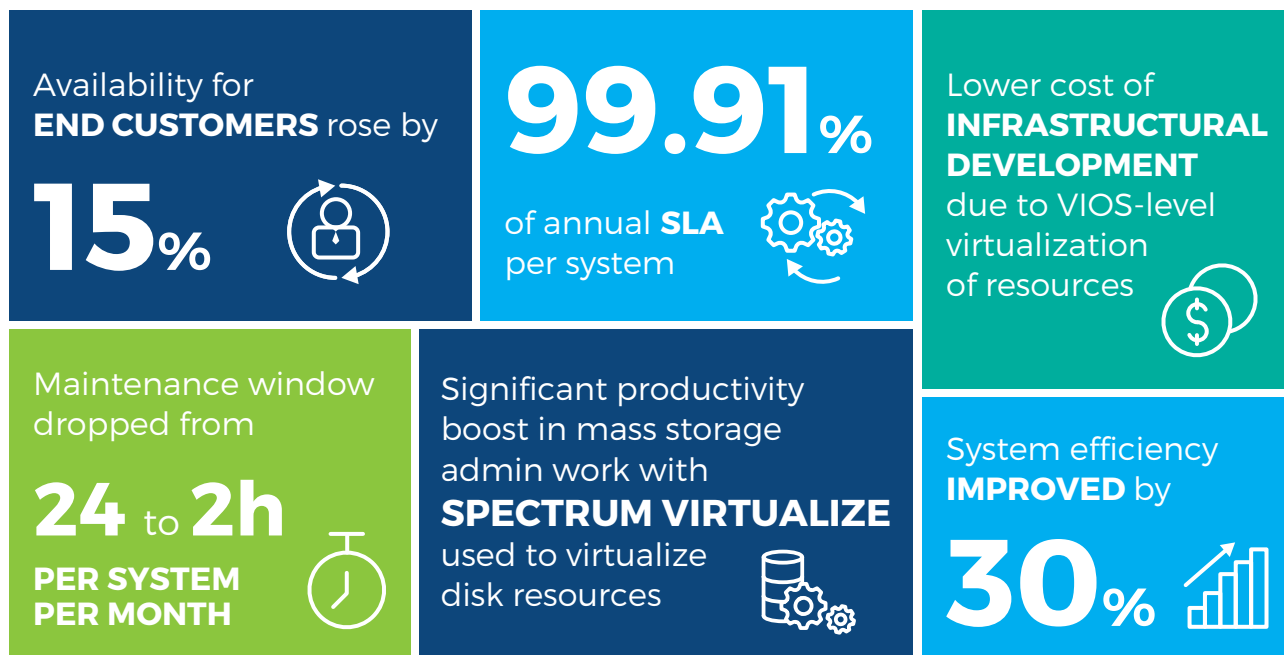 Availability for
END CUSTOMERS rose by
15%
99.91%
of annual SLA
per system
Lower cost of
INFRASTRUCTURAL
DEVELOPMENT
due to VIOS-level
virtualization
of resources
$
Maintenance window
dropped from
24 to 2h
PER SYSTEM
PER MONTH
Significant productivity
boost in mass storage
admin work with
SPECTRUM VIRTUALIZE
used to virtualize
disk resources
System efficiency
IMPROVED by
30%